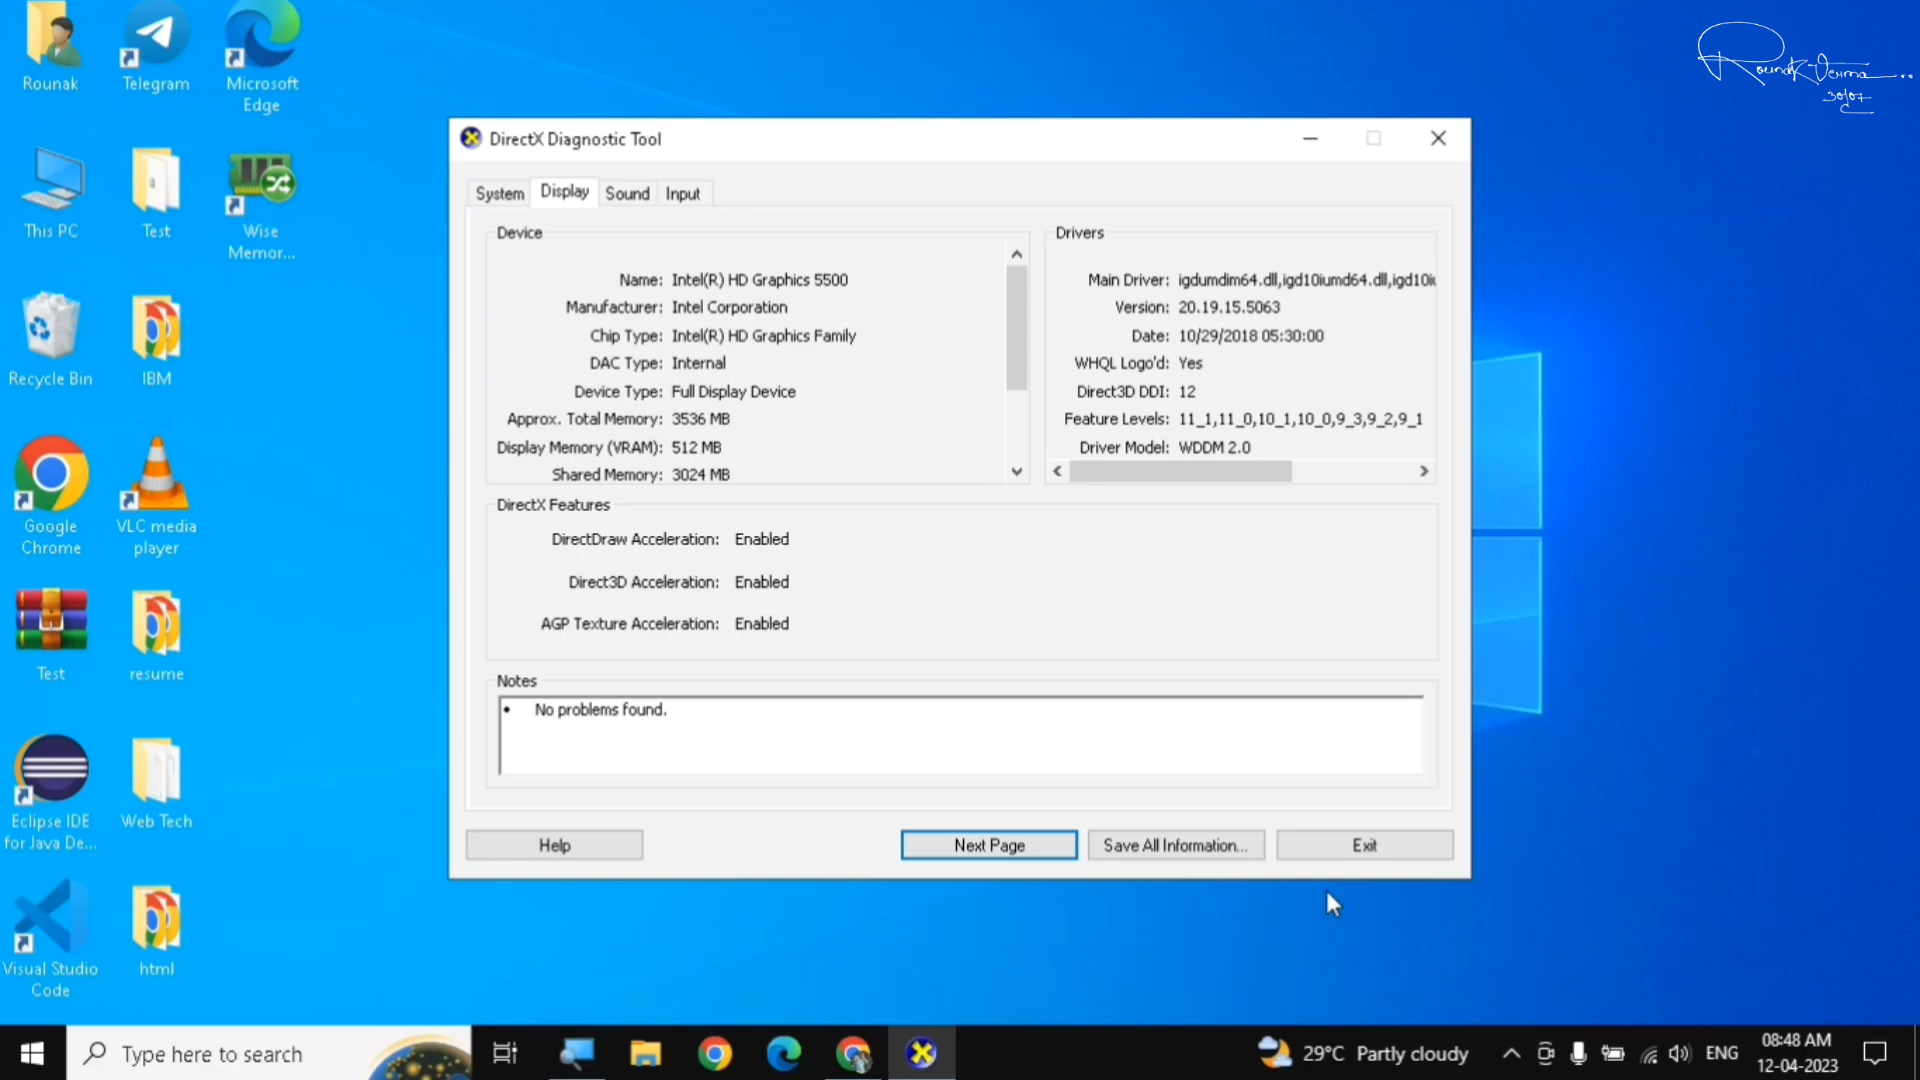 Rounak
Telegram
Microsoft
Edge
Rounak Verma
30/07
This PC
Test
Wise
Memor...
Recycle Bin
IBM
Google
Chrome
VLC media
player
Test
resume
Eclipse IDE
for Java De...
Web Tech
Visual Studio
Code
html
DirectX Diagnostic Tool
System
Display
Sound
Input
Device
Name: Intel(R) HD Graphics 5500
Manufacturer: Intel Corporation
Chip Type: Intel(R) HD Graphics Family
DAC Type: Internal
Device Type: Full Display Device
Approx. Total Memory: 3536 MB
Display Memory (VRAM): 512 MB
Shared Memory: 3024 MB
Drivers
Main Driver: igdumdim64.dll,igd10iumd64.dll,igd10iu
Version: 20.19.15.5063
Date: 10/29/2018 05:30:00
WHQL Logo'd: Yes
Direct3D DDI: 12
Feature Levels: 11_1,11_0,10_1,10_0,9_3,9_2,9_1
Driver Model: WDDM 2.0
DirectX Features
DirectDraw Acceleration: Enabled
Direct3D Acceleration: Enabled
AGP Texture Acceleration: Enabled
Notes
• No problems found.
Help
Next Page
Save All Information...
Exit
Type here to search
29°C Partly cloudy
ENG
08:48 AM
12-04-2023